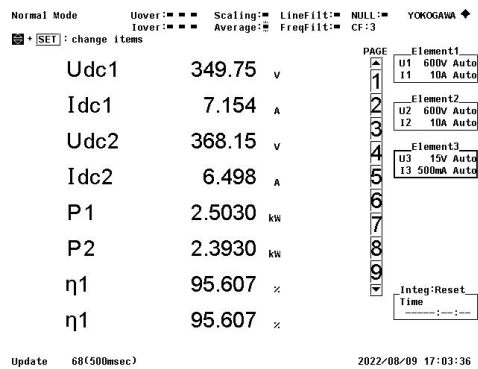 Normal Mode Uover:■ ■ ■ Scaling:■ LineFilt:■ NULL:■ YOKOGAWA ◆
Iover:■ ■ ■ Average: FreqFilt:■ CF:3
+ SET : change items
PAGE
Udc1 349.75 V
Idc1 7.154 A
Udc2 368.15 V
Idc2 6.498 A
P1 2.5030 kW
P2 2.3930 kW
η1 95.607 %
η1 95.607 %
1
2
3
4
5
6
7
8
9
Element1
U1 600V Auto
I1 10A Auto
Element2
U2 600V Auto
I2 10A Auto
Element3
U3 15V Auto
I3 500mA Auto
Integ:Reset
Time
-----:--:--
Update 68(500msec) 2022/08/09 17:03:36